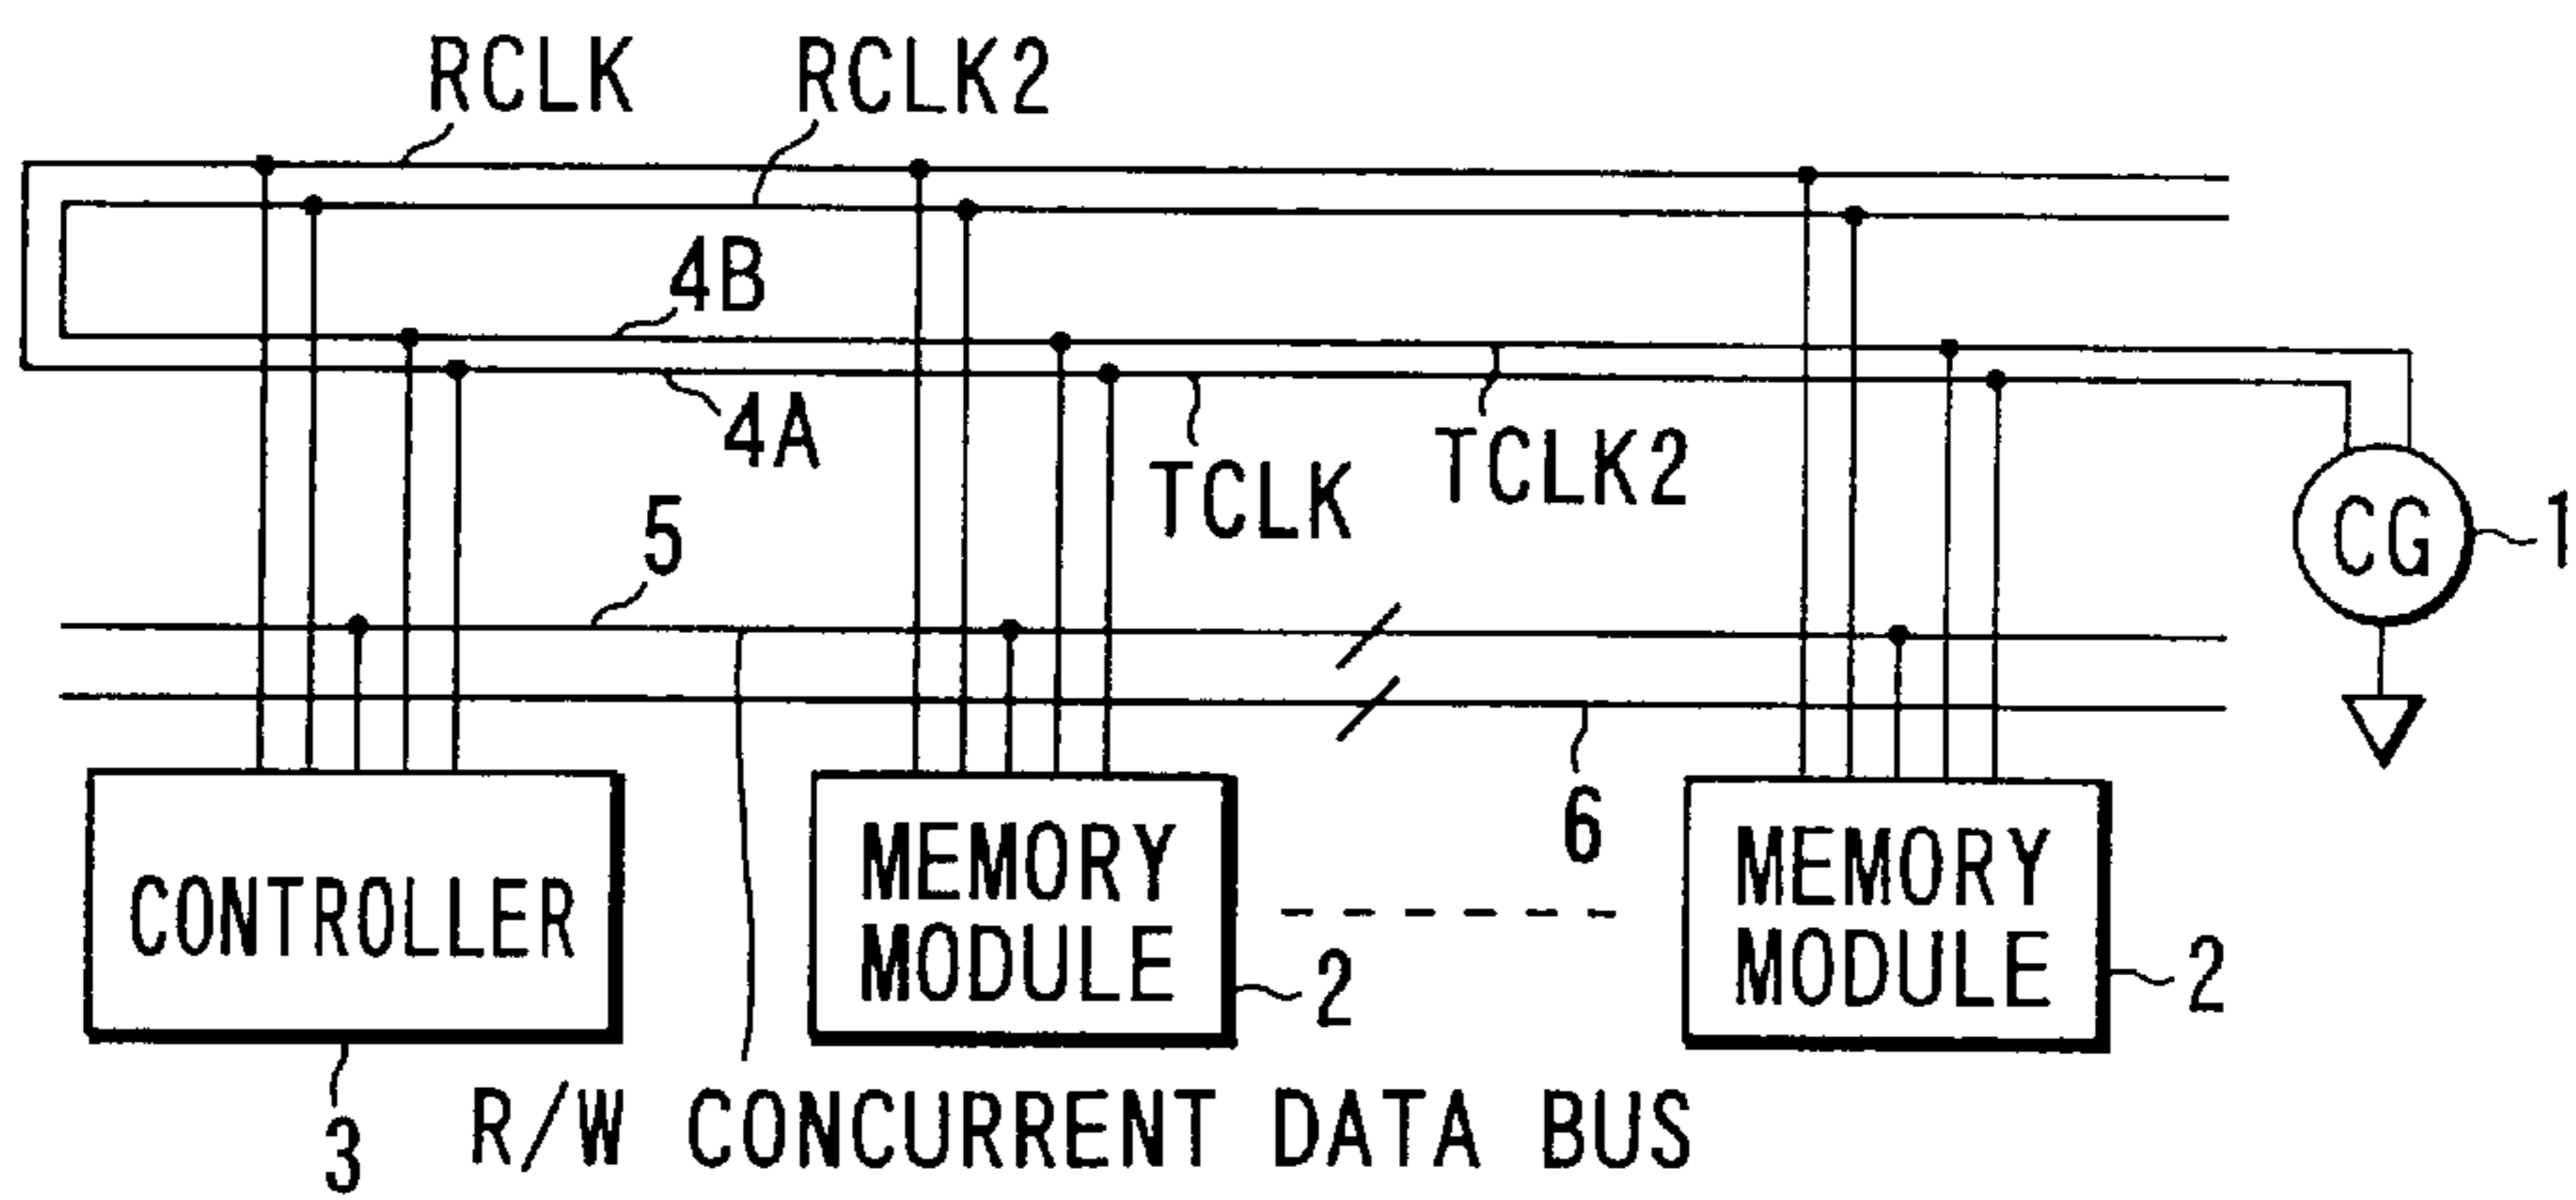 RCLK
RCLK2
4B
4A
TCLK
TCLK2
5
CG
1
6
CONTROLLER
MEMORY
MODULE
2
MEMORY
MODULE
2
3
R/W CONCURRENT DATA BUS